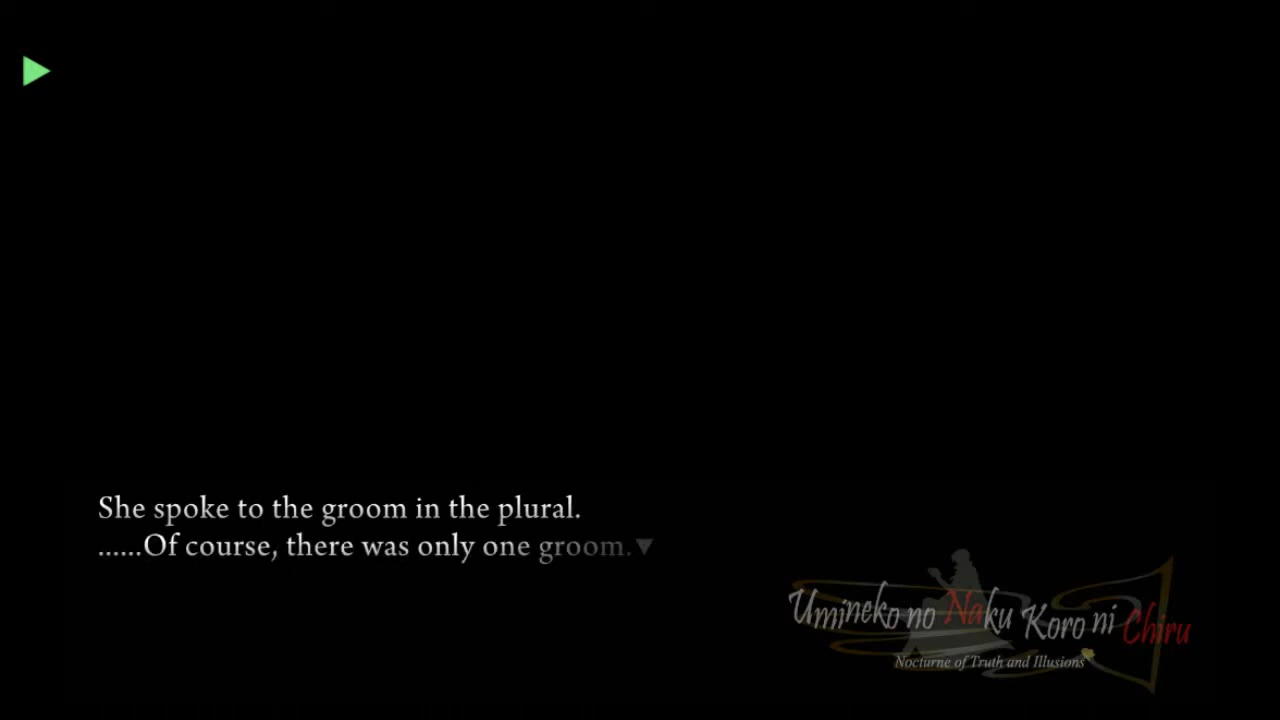 She spoke to the groom in the plural.
......Of course, there was only one groom.
Umineko no Naku Koro ni Chiru
Nocturne of Truth and Illusions